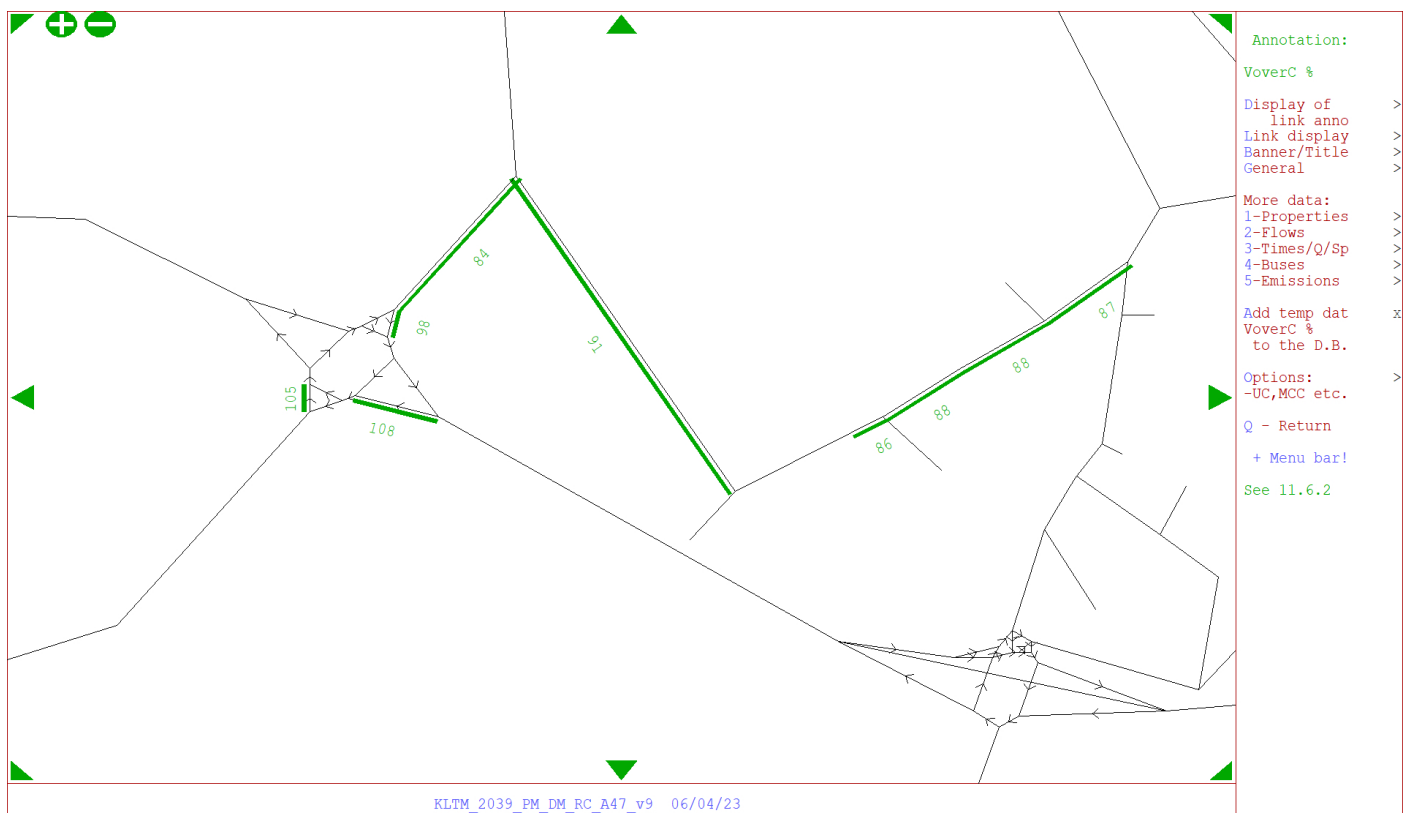 84
98
91
105
108
87
88
88
86
KLTM_2039_PM_DM_RC_A47_v9 06/04/23
Annotation:
VoverC %
Display of >
link anno
Link display >
Banner/Title >
General >
More data:
1-Properties >
2-Flows >
3-Times/Q/Sp >
4-Buses >
5-Emissions >
Add temp dat x
VoverC %
to the D.B.
Options: >
-UC,MCC etc.
Q - Return
+ Menu bar!
See 11.6.2